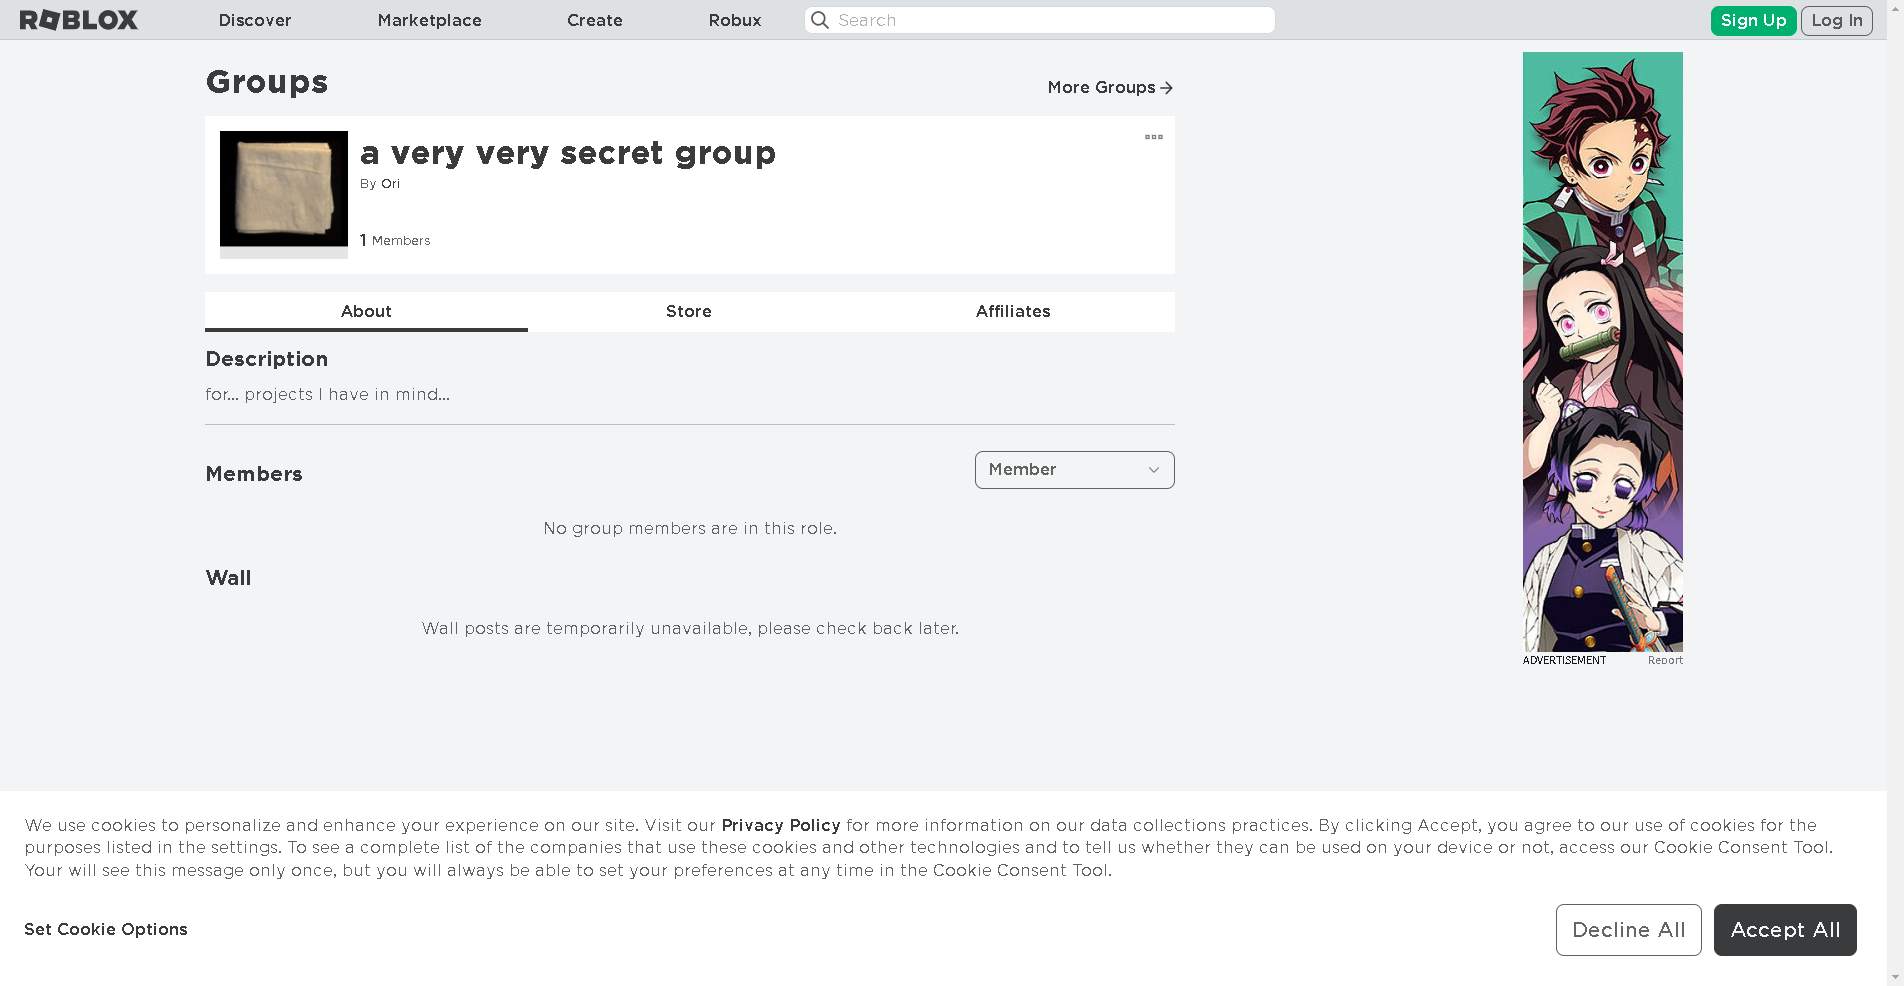 ROBLOX
Discover
Marketplace
Create
Robux
Search
Sign Up
Log In
Groups
More Groups
a very very secret group
By Ori
1 Members
About
Store
Affiliates
Description
for... projects I have in mind...
Members
Member
No group members are in this role.
Wall
Wall posts are temporarily unavailable, please check back later.
ADVERTISEMENT
Report
We use cookies to personalize and enhance your experience on our site. Visit our Privacy Policy for more information on our data collections practices. By clicking Accept, you agree to our use of cookies for the
purposes listed in the settings. To see a complete list of the companies that use these cookies and other technologies and to tell us whether they can be used on your device or not, access our Cookie Consent Tool.
Your will see this message only once, but you will always be able to set your preferences at any time in the Cookie Consent Tool.
Set Cookie Options
Decline All
Accept All